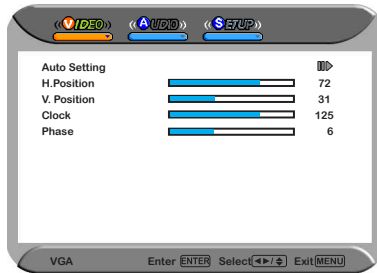 VIDEO AUDIO SETUP
Auto Setting
H.Position 72
V. Position 31
Clock 125
Phase 6
VGA Enter ENTER Select ◄►/♦ Exit MENU